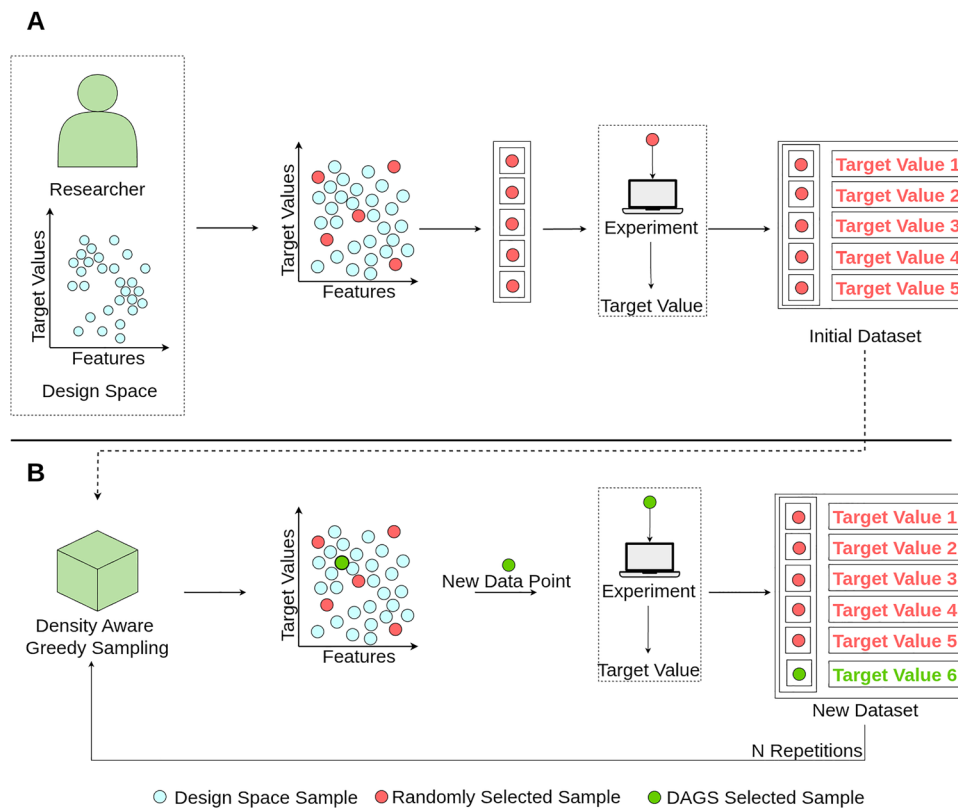 A
Researcher
Target Values
Features
Design Space
Target Values
Features
Experiment
Target Value
Target Value 1
Target Value 2
Target Value 3
Target Value 4
Target Value 5
Initial Dataset
B
Density Aware
Greedy Sampling
Target Values
Features
New Data Point
Experiment
Target Value
Target Value 1
Target Value 2
Target Value 3
Target Value 4
Target Value 5
Target Value 6
New Dataset
N Repetitions
Design Space Sample
Randomly Selected Sample
DAGS Selected Sample